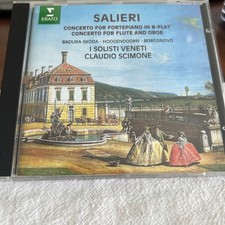 ERATO
SALIERI
CONCERTO FOR FORTEPIANO IN B-FLAT
CONCERTO FOR FLUTE AND OBOE
BADURA-SKODA · HOOGENDOORN · BORGONOVO
I SOLISTI VENETI
CLAUDIO SCIMONE